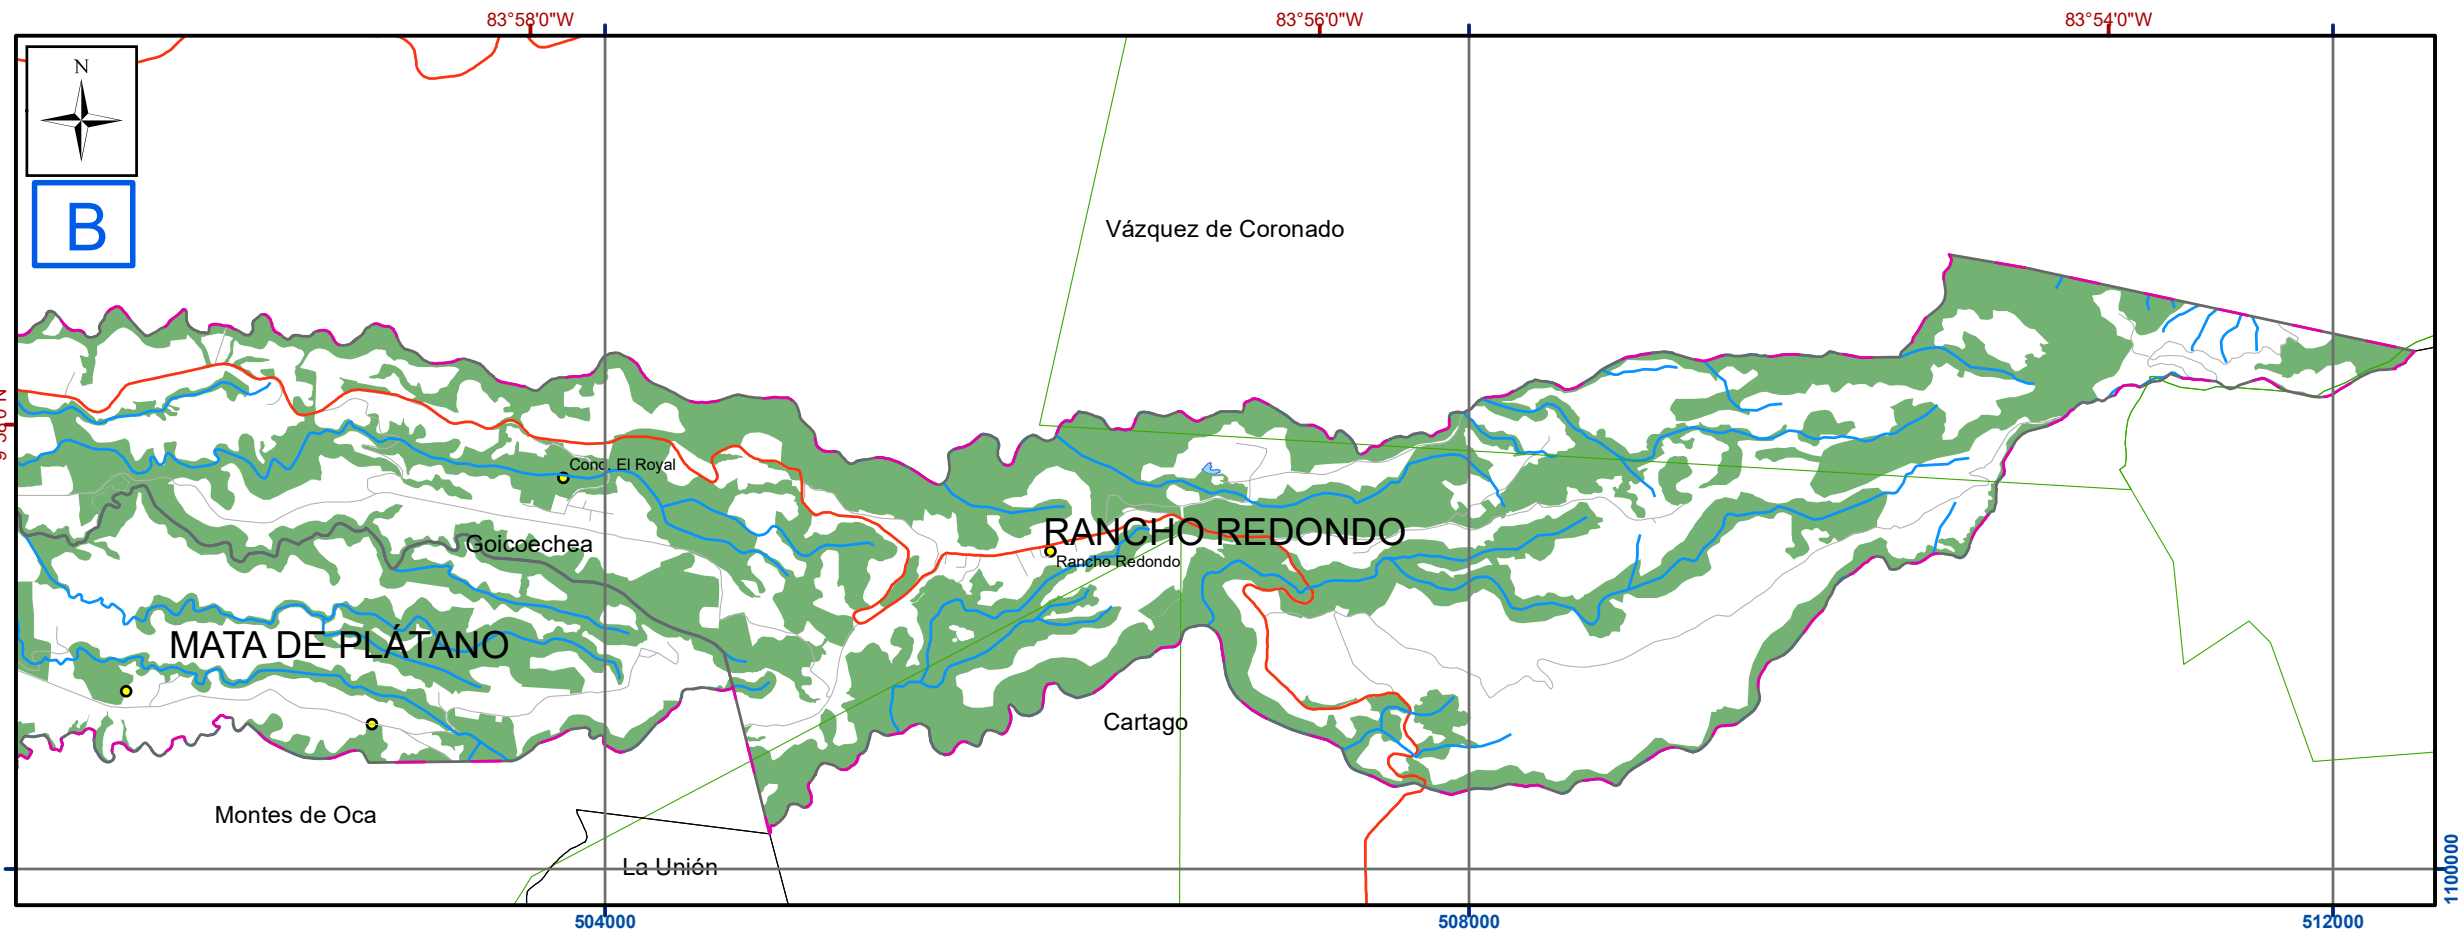 83°58'0"W
83°56'0"W
83°54'0"W
N
B
Vázquez de Coronado
Cond. El Royal
RANCHO REDONDO
Goicoechea
Rancho Redondo
MATA DE PLÁTANO
Cartago
Montes de Oca
La Unión
1100000
504000
508000
512000